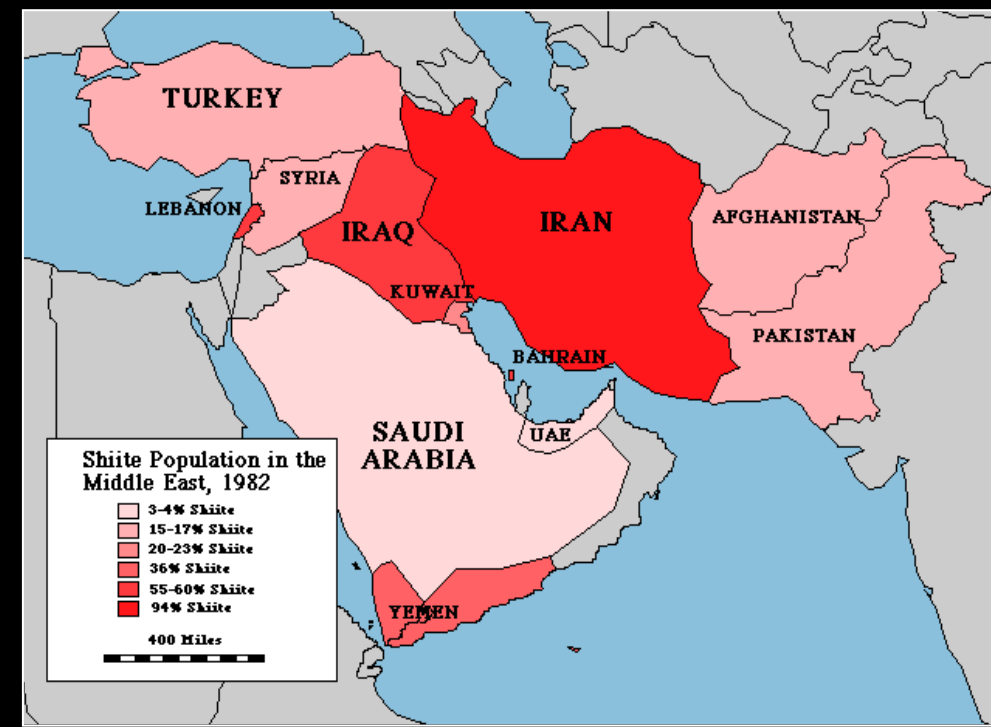 TURKEY
SYRIA
LEBANON
IRAQ
IRAN
AFGHANISTAN
KUWAIT
PAKISTAN
BAHRAIN
SAUDI
ARABIA
UAE
YEMEN
Shiite Population in the
Middle East, 1982
3-4% Shiite
15-17% Shiite
20-23% Shiite
36% Shiite
55-60% Shiite
94% Shiite
400 Miles